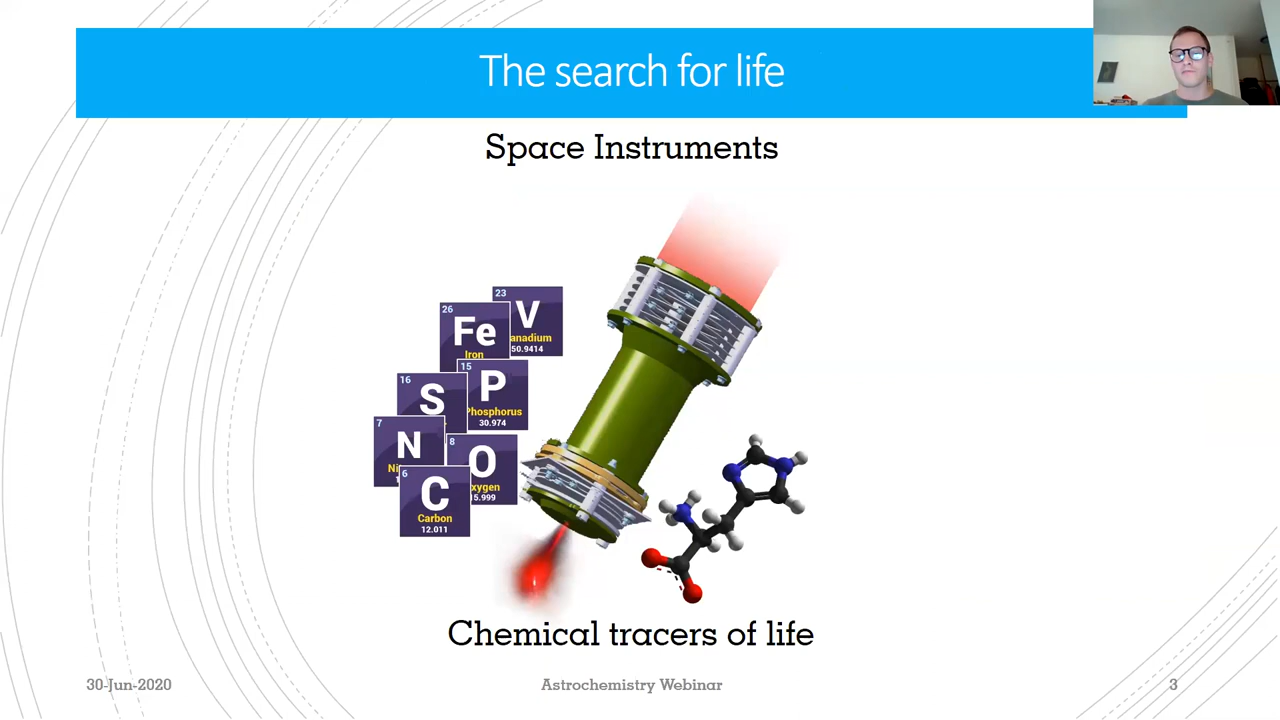 The search for life
Space Instruments
23
V
anadium
50.9414
26
Fe
Iron
15
P
Phosphorus
30.974
16
S
7
N
Ni
8
O
xygen
15.999
6
C
Carbon
12.011
Chemical tracers of life
30-Jun-2020
Astrochemistry Webinar
3